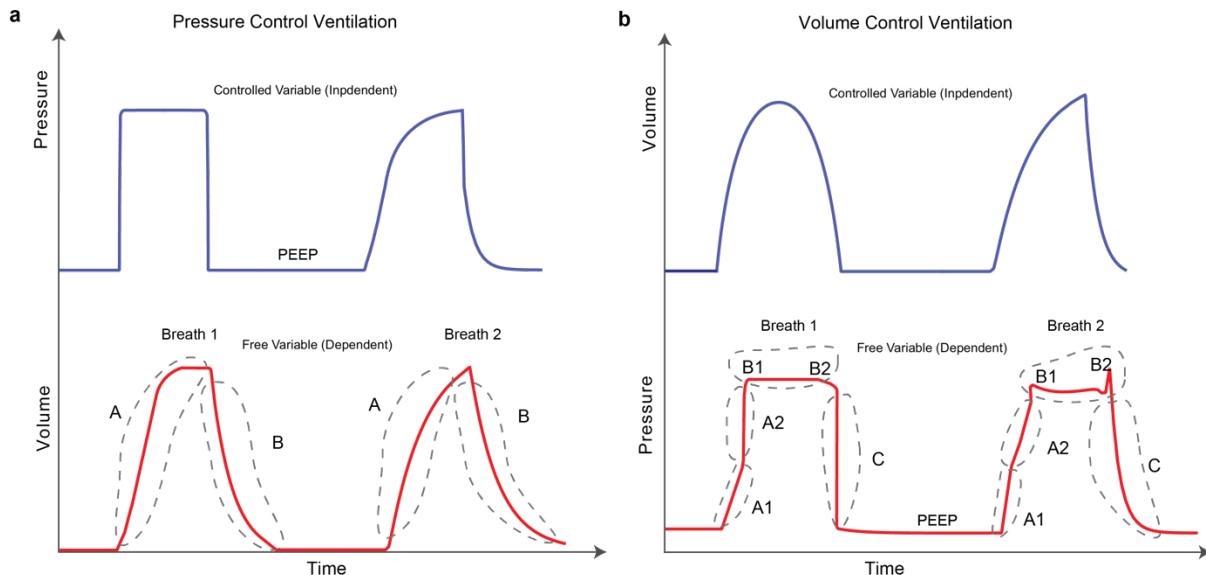 a
Pressure Control Ventilation
Pressure
Controlled Variable (Inpdendent)
PEEP
Breath 1
Breath 2
Free Variable (Dependent)
Volume
A
B
A
B
Time
b
Volume Control Ventilation
Volume
Controlled Variable (Inpdendent)
Breath 1
Breath 2
Free Variable (Dependent)
Pressure
B1
B2
A2
A1
C
PEEP
B1
B2
A2
A1
C
Time